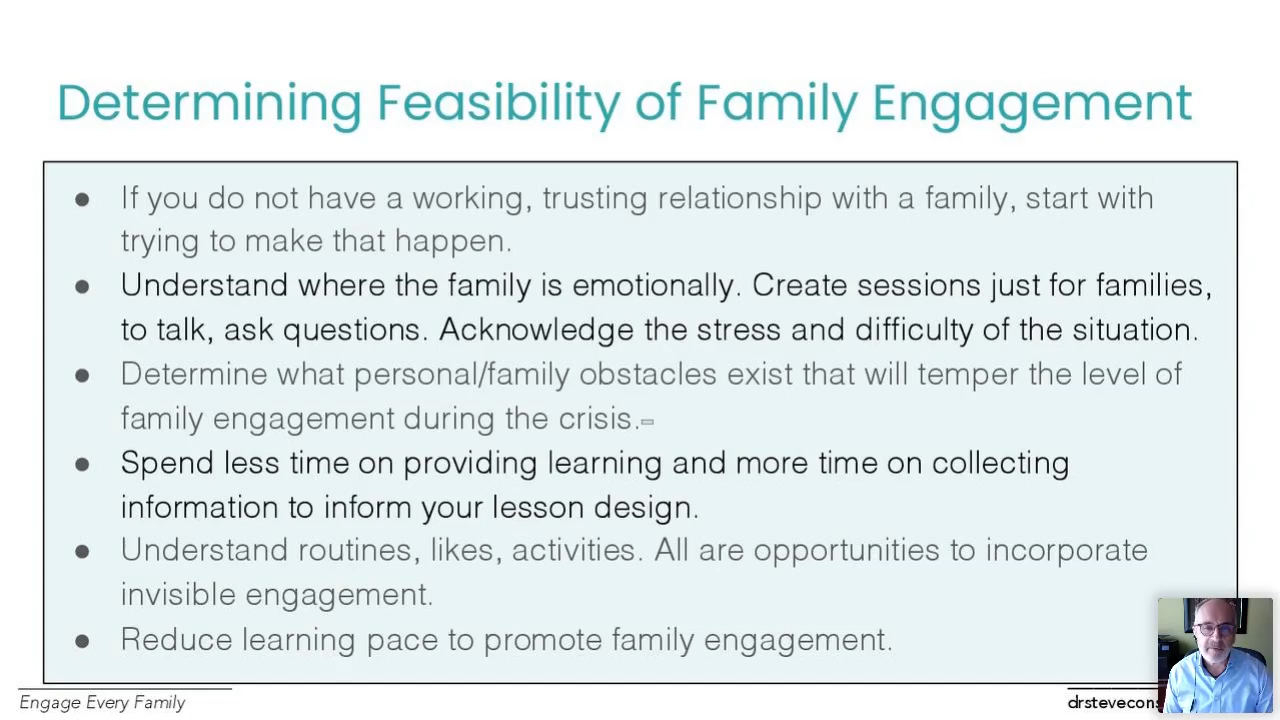 Determining Feasibility of Family Engagement
● If you do not have a working, trusting relationship with a family, start with
trying to make that happen.
● Understand where the family is emotionally. Create sessions just for families,
to talk, ask questions. Acknowledge the stress and difficulty of the situation.
● Determine what personal/family obstacles exist that will temper the level of
family engagement during the crisis.
● Spend less time on providing learning and more time on collecting
information to inform your lesson design.
● Understand routines, likes, activities. All are opportunities to incorporate
invisible engagement.
● Reduce learning pace to promote family engagement.
Engage Every Family
drstevecons